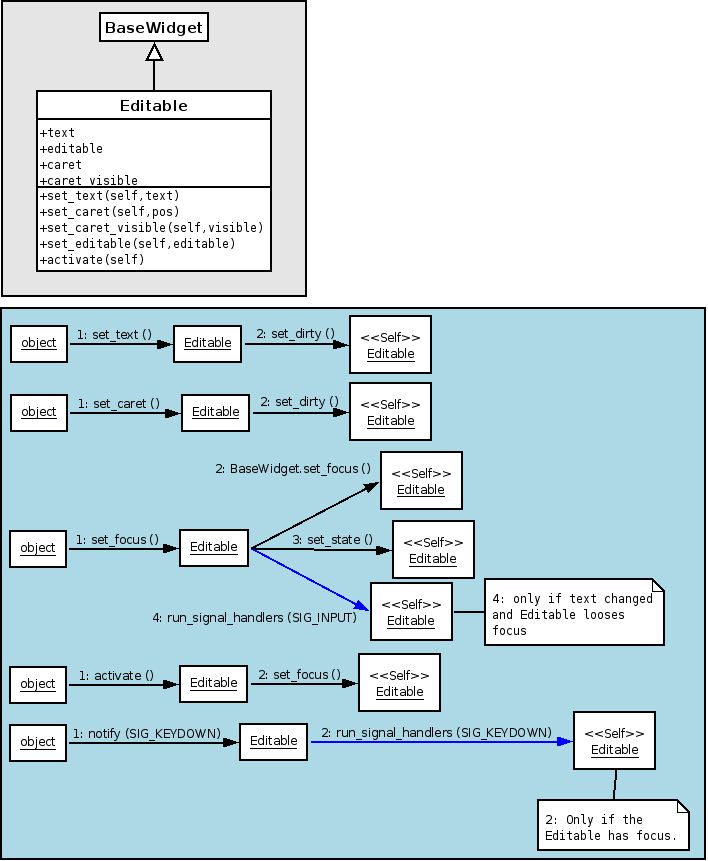 BaseWidget
Editable
+text
+editable
+caret
+caret_visible
+set_text(self,text)
+set_caret(self,pos)
+set_caret_visible(self,visible)
+set_editable(self,editable)
+activate(self)
object
1: set_text ()
Editable
2: set_dirty ()
<<Self>>
Editable
object
1: set_caret ()
Editable
2: set_dirty ()
<<Self>>
Editable
2: BaseWidget.set_focus ()
<<Self>>
Editable
object
1: set_focus ()
Editable
3: set_state ()
<<Self>>
Editable
4: run_signal_handlers (SIG_INPUT)
<<Self>>
Editable
4: only if text changed
and Editable looses
focus
object
1: activate ()
Editable
2: set_focus ()
<<Self>>
Editable
object
1: notify (SIG_KEYDOWN)
Editable
2: run_signal_handlers (SIG_KEYDOWN)
<<Self>>
Editable
2: Only if the
Editable has focus.